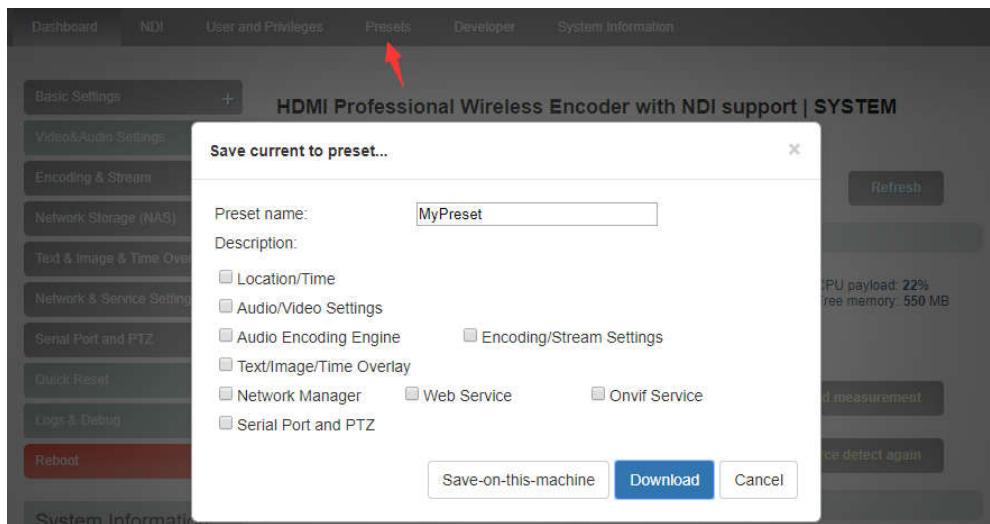 Dashboard NDI User and Privileges Presets Developer System Information
Basic Settings +
HDMI Professional Wireless Encoder with NDI support | SYSTEM
Video&Audio Settings
Save current to preset... ×
Encoding & Stream
Refresh
Preset name: MyPreset
Network Storage (NAS)
Description:
Text & Image & Time Over
Location/Time
CPU payload: 22%
Network & Service Setting
Audio/Video Settings
ree memory: 550 MB
Audio Encoding Engine Encoding/Stream Settings
Serial Port and PTZ
Text/Image/Time Overlay
Quick Reset
Network Manager Web Service Onvif Service
d measurement
Logs & Debug
Serial Port and PTZ
Reboot
rce detect again
Save-on-this-machine Download Cancel
System Informati